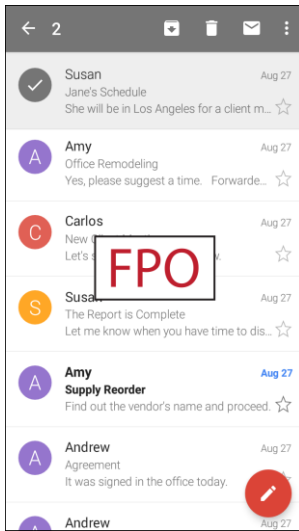 2
Susan Aug 27
Jane's Schedule
She will be in Los Angeles for a client m...
A Amy Aug 27
Office Remodeling
Yes, please suggest a time. Forwarde...
C Carlos Aug 27
New
Let's
FPO
S Susan Aug 27
The Report is Complete
Let me know when you have time to dis...
A Amy Aug 27
Supply Reorder
Find out the vendor's name and proceed.
A Andrew Aug 27
Agreement
It was signed in the office today.
A Andrew Aug 27